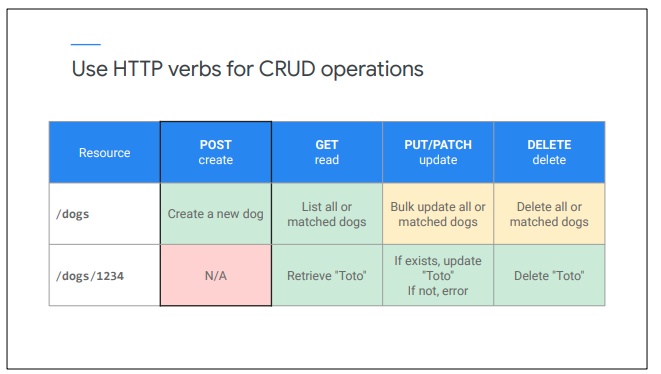 Use HTTP verbs for CRUD operations
Resource
POST
create
GET
read
PUT/PATCH
update
DELETE
delete
/dogs
Create a new dog
List all or
matched dogs
Bulk update all or
matched dogs
Delete all or
matched dogs
/dogs/1234
N/A
Retrieve "Toto"
If exists, update
"Toto"
If not, error
Delete "Toto"